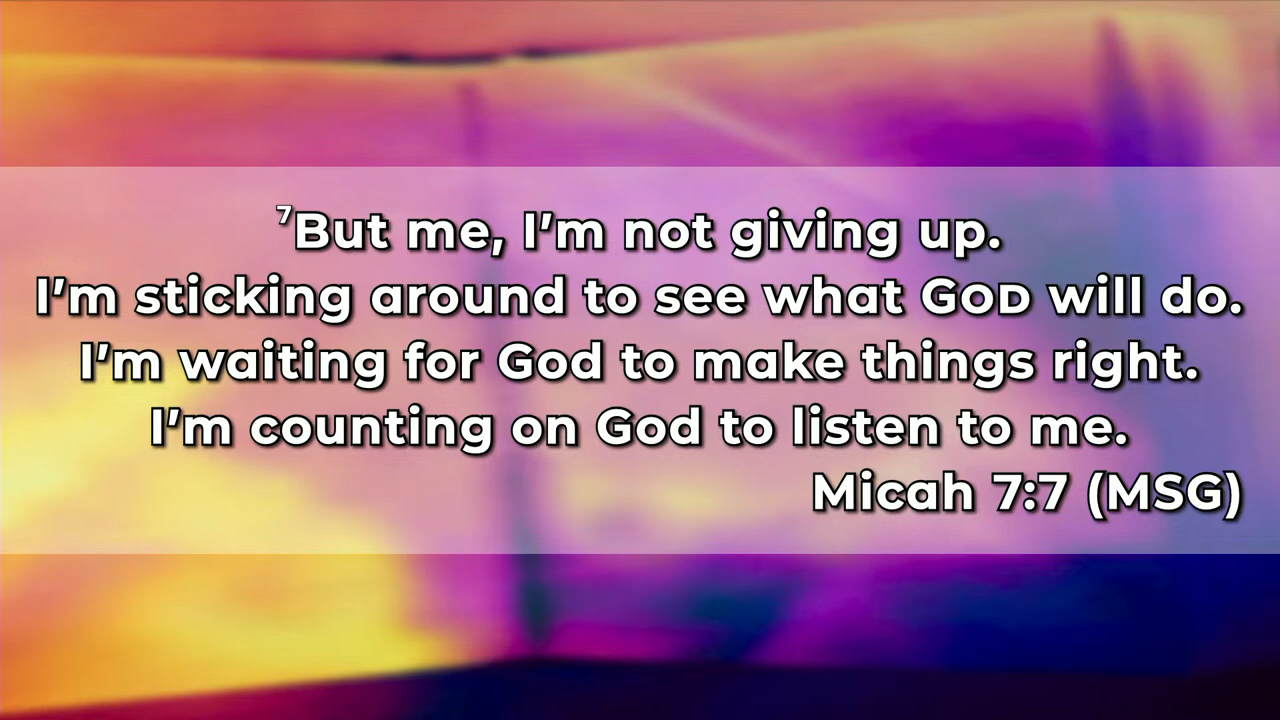 ⁷But me, I’m not giving up.
I’m sticking around to see what GOD will do.
I’m waiting for God to make things right.
I’m counting on God to listen to me.
Micah 7:7 (MSG)